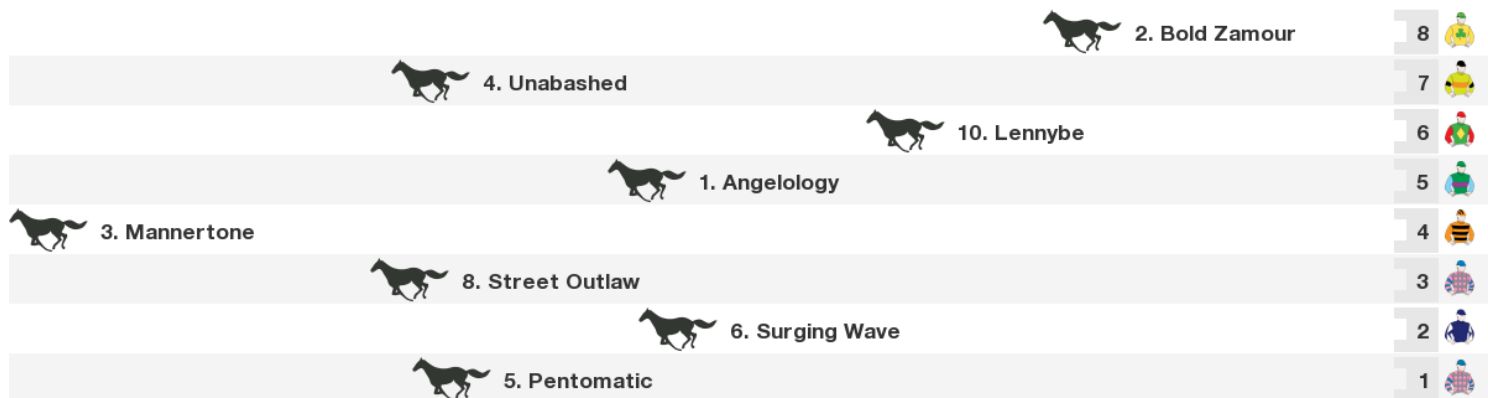 2. Bold Zamour 8
4. Unabashed 7
10. Lennybe 6
1. Angelology 5
3. Mannertone 4
8. Street Outlaw 3
6. Surging Wave 2
5. Pentomatic 1